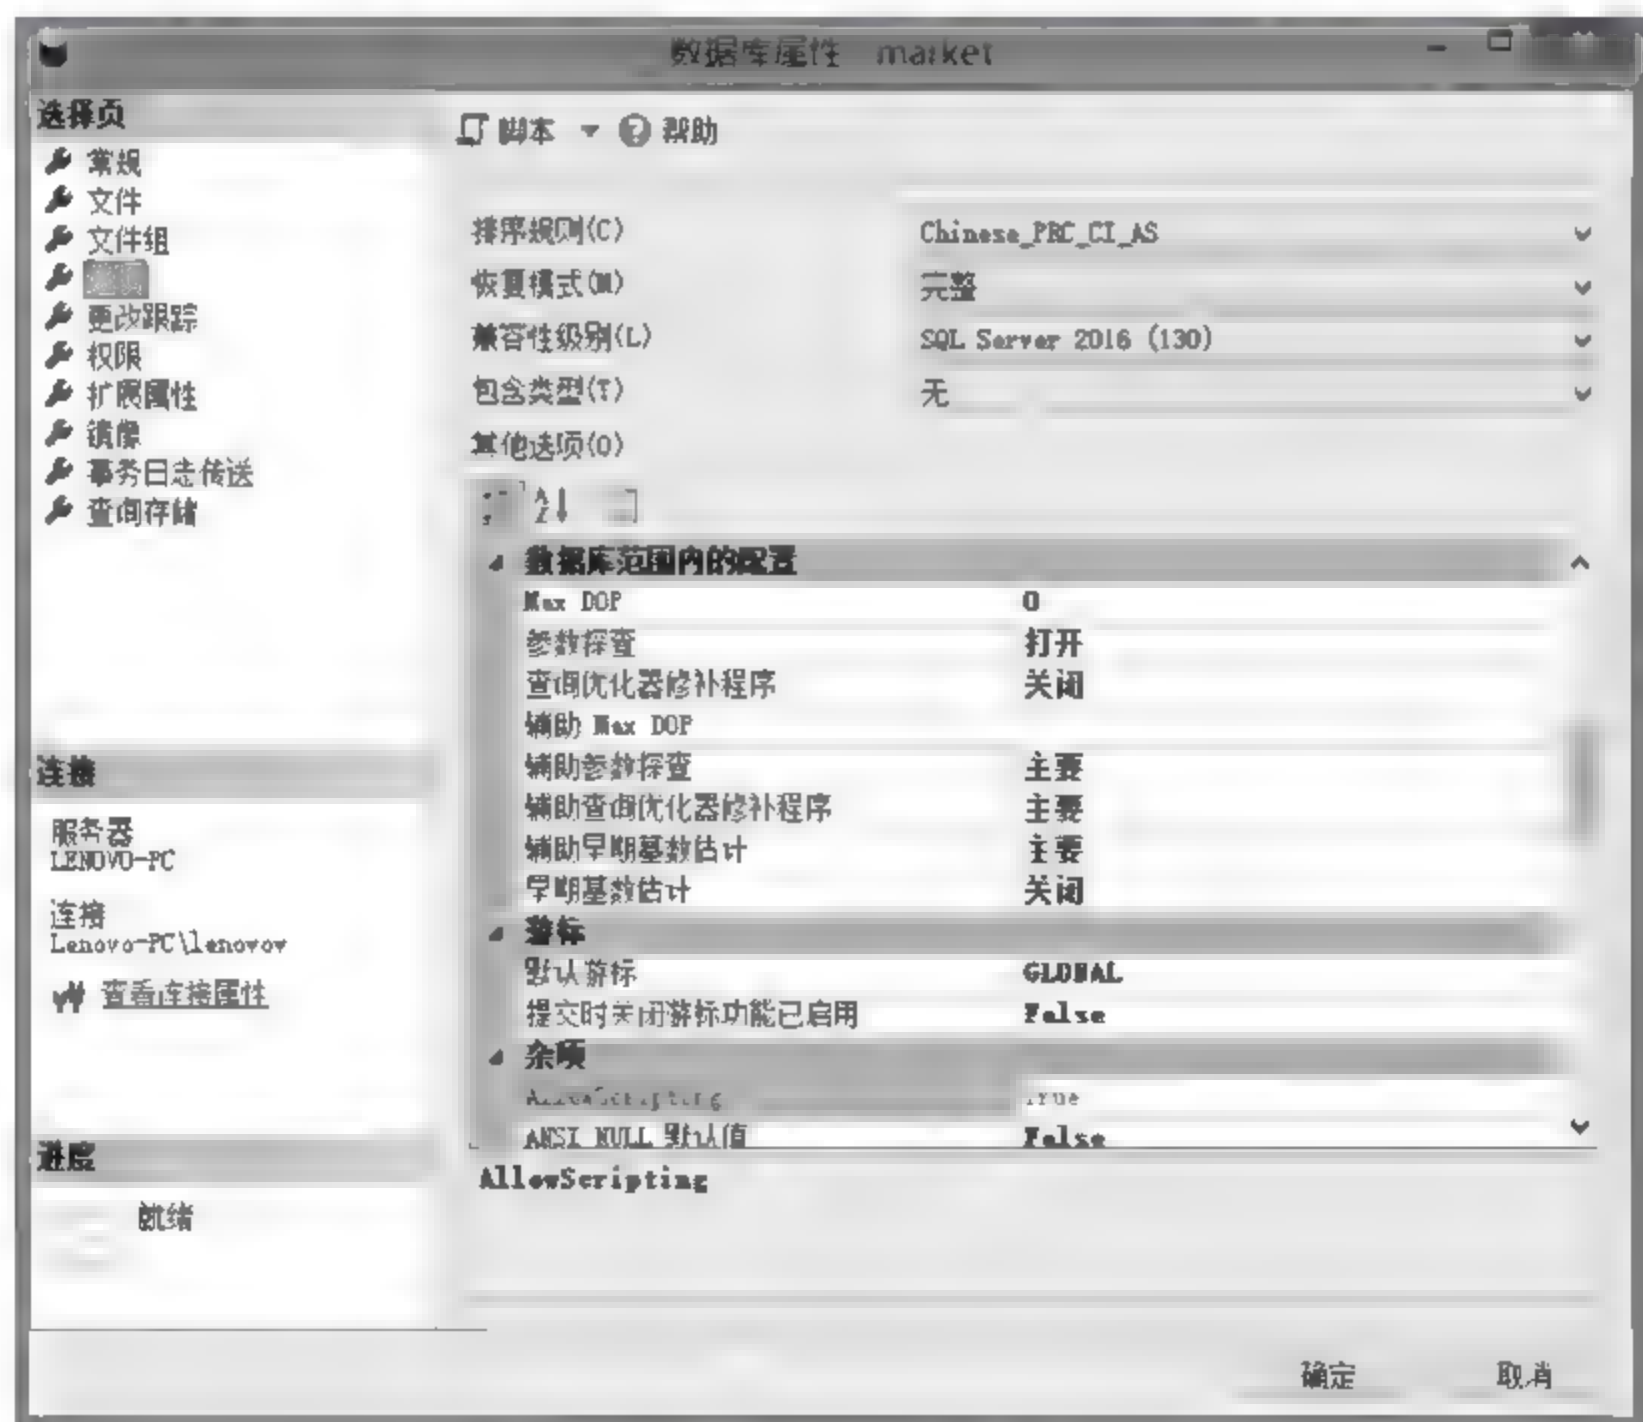 数据库属性 market
选择页
常规
文件
文件组
选项
更改跟踪
权限
扩展属性
镜像
事务日志传送
查询存储
连接
服务器
LENOVO-PC
连接
Lenovo-PC\lenovov
查看连接属性
进度
就绪
脚本 帮助
排序规则(C) Chinese_PRC_CI_AS
恢复模式(M) 完整
兼容性级别(L) SQL Server 2016 (130)
包含类型(T) 无
其他选项(O)
数据库范围内的配置
Max DOP 0
参数探查 打开
查询优化器修补程序 关闭
辅助 Max DOP
辅助参数探查 主要
辅助查询优化器修补程序 主要
辅助早期基数估计 主要
早期基数估计 关闭
游标
默认游标 GLOBAL
提交时关闭游标功能已启用 False
杂项
AllowScripting True
ANSI NULL 默认值 False
AllowScripting
确定 取消